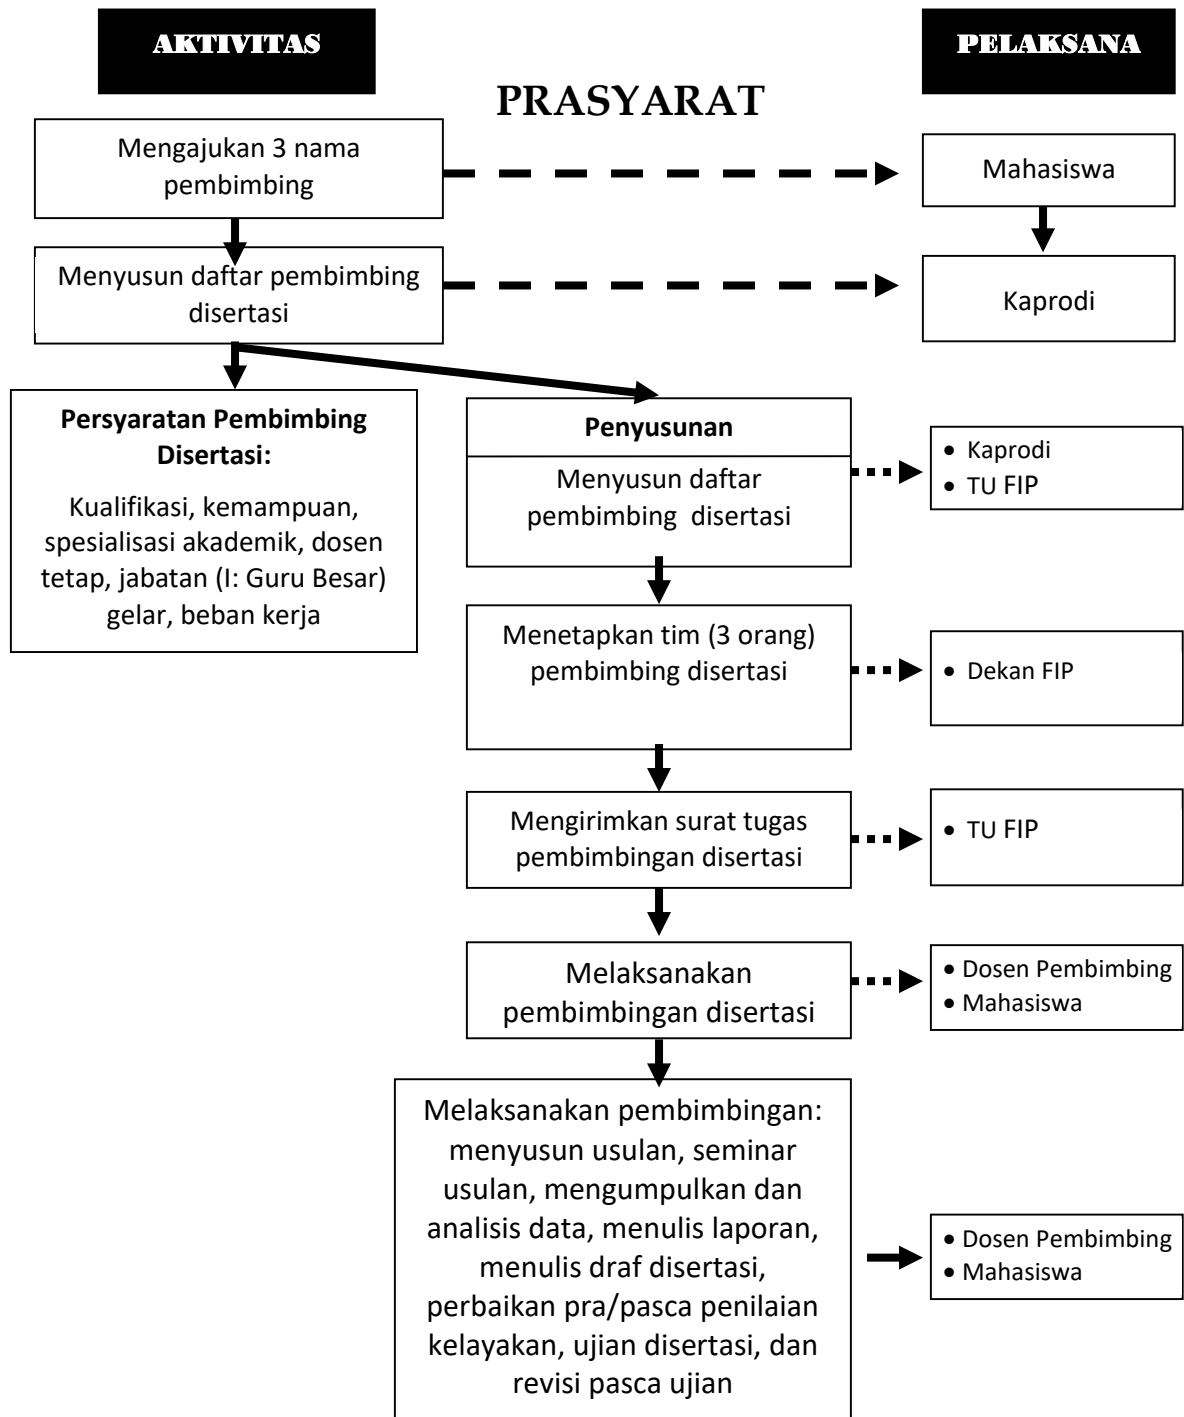 AKTIVITAS
PELAKSANA
PRASYARAT
Mengajukan 3 nama
pembimbing
Mahasiswa
Menyusun daftar pembimbing
disertasi
Kaprodi
Persyaratan Pembimbing
Disertasi:
Kualifikasi, kemampuan,
spesialisasi akademik, dosen
tetap, jabatan (I: Guru Besar)
gelar, beban kerja
Penyusunan
Menyusun daftar
pembimbing disertasi
• Kaprodi
• TU FIP
Menetapkan tim (3 orang)
pembimbing disertasi
• Dekan FIP
Mengirimkan surat tugas
pembimbingan disertasi
• TU FIP
Melaksanakan
pembimbingan disertasi
• Dosen Pembimbing
• Mahasiswa
Melaksanakan pembimbingan:
menyusun usulan, seminar
usulan, mengumpulkan dan
analisis data, menulis laporan,
menulis draf disertasi,
perbaikan pra/pasca penilaian
kelayakan, ujian disertasi, dan
revisi pasca ujian
• Dosen Pembimbing
• Mahasiswa